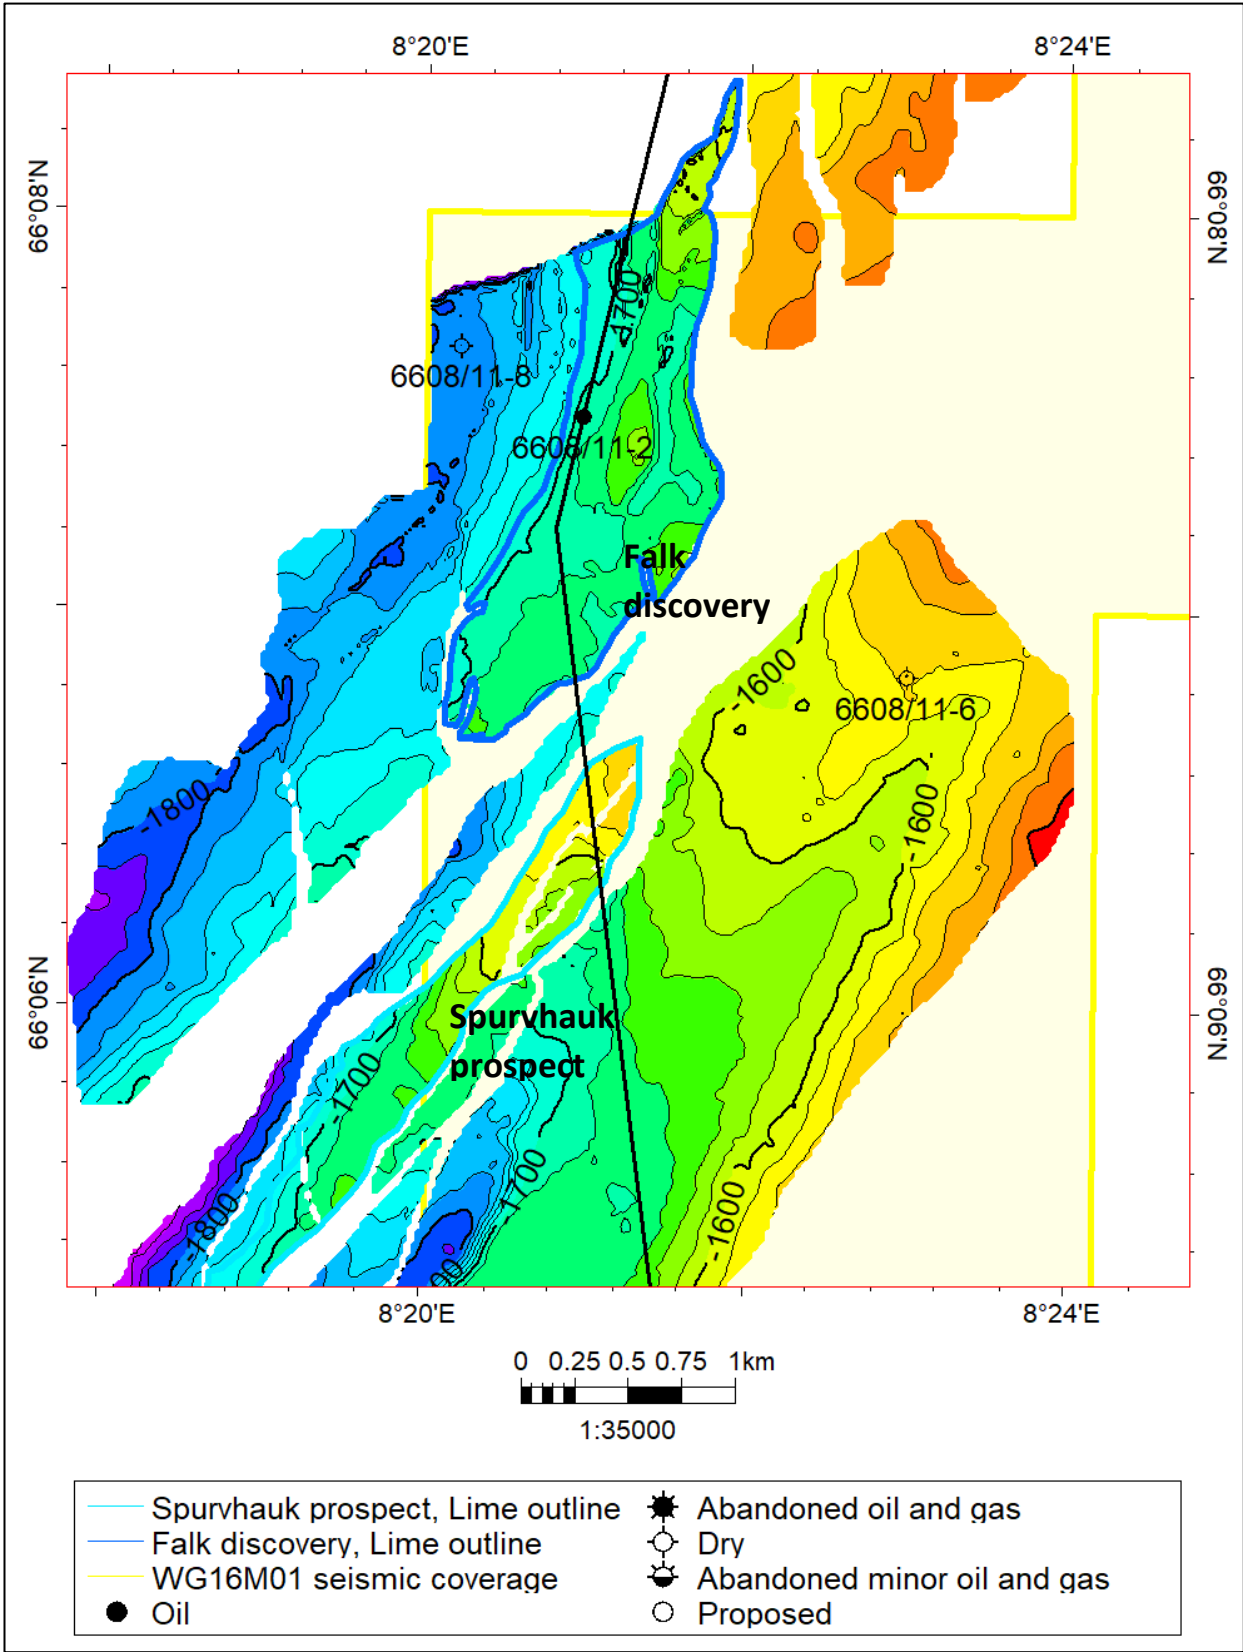 8°20'E 8°24'E
66°08'N
66°08'N
-1700
6608/11-8
6608/11-2
Falk
discovery
-1600
6608/11-6
-1800
-1600
66°06'N
66°06'N
Spurvhauk
prospect
-1700
-1700
-1800
-1600
00
8°20'E 8°24'E
0 0.25 0.5 0.75 1km
1:35000
Spurvhauk prospect, Lime outline
Falk discovery, Lime outline
WG16M01 seismic coverage
Oil
Abandoned oil and gas
Dry
Abandoned minor oil and gas
Proposed